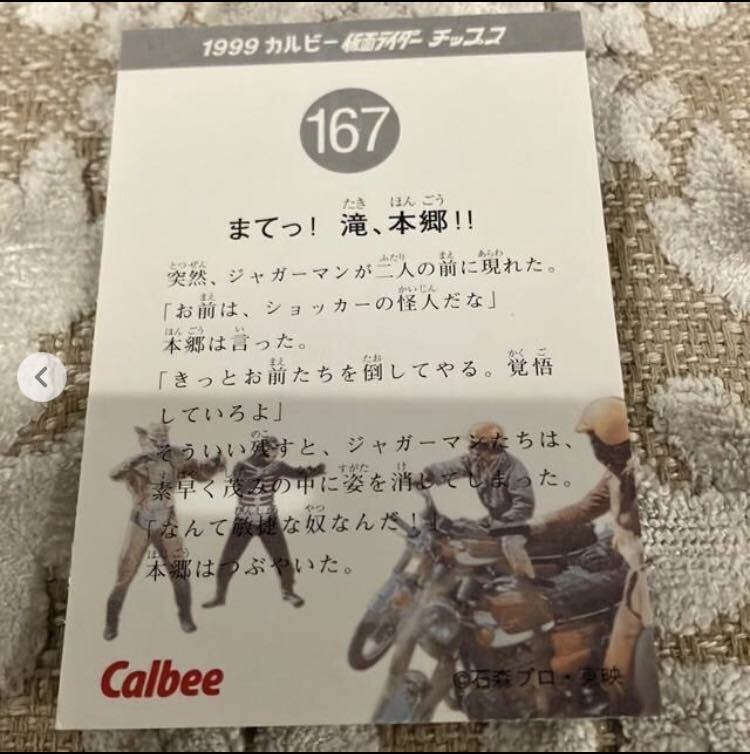 1999 カルビー 仮面ライダー チップス
167
まてっ! 滝、本郷!!
突然、ジャガーマンが二人の前に現れた。
「お前は、ショッカーの怪人だな」
本郷は言った。
「きっとお前たちを倒してやる。覚悟
していろよ」
そういい残すと、ジャガーマンたちは、
素早く茂みの中に姿を消してしまった。
「なんて敏捷な奴なんだ!」
本郷はつぶやいた。
Calbee
©石森プロ・東映